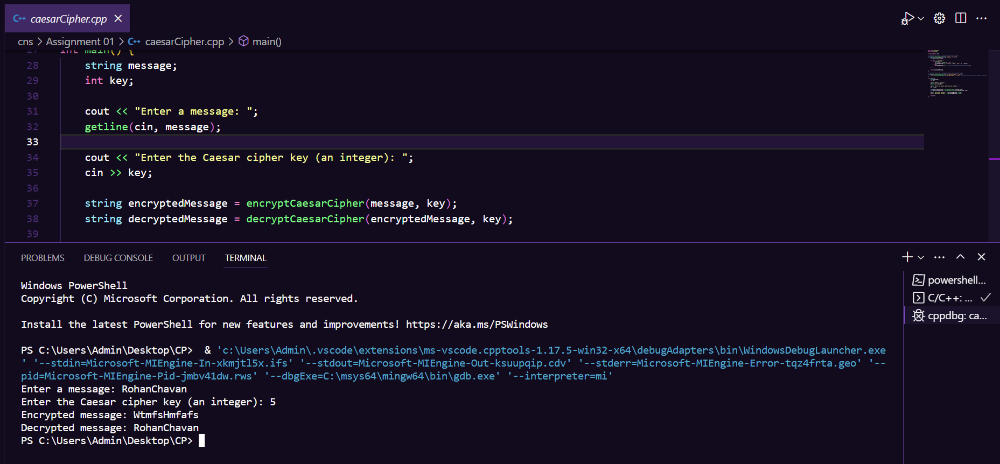 C++ caesarCipher.cpp
cns > Assignment 01 > C++ caesarCipher.cpp > main()
27 int main() {
28 string message;
29 int key;
30
31 cout << "Enter a message: ";
32 getline(cin, message);
33
34 cout << "Enter the Caesar cipher key (an integer): ";
35 cin >> key;
36
37 string encryptedMessage = encryptCaesarCipher(message, key);
38 string decryptedMessage = decryptCaesarCipher(encryptedMessage, key);
39
PROBLEMS DEBUG CONSOLE OUTPUT TERMINAL
Windows PowerShell
Copyright (C) Microsoft Corporation. All rights reserved.
Install the latest PowerShell for new features and improvements! https://aka.ms/PSWindows
PS C:\Users\Admin\Desktop\CP>  & 'c:\Users\Admin\.vscode\extensions\ms-vscode.cpptools-1.17.5-win32-x64\debugAdapters\bin\WindowsDebugLauncher.exe
' '--stdin=Microsoft-MIEngine-In-xkmjtl5x.ifs' '--stdout=Microsoft-MIEngine-Out-ksuupqip.cdv' '--stderr=Microsoft-MIEngine-Error-tqz4frta.geo' '--
pid=Microsoft-MIEngine-Pid-jmbv41dw.rws' '--dbgExe=C:\msys64\mingw64\bin\gdb.exe' '--interpreter=mi'
Enter a message: RohanChavan
Enter the Caesar cipher key (an integer): 5
Encrypted message: WtmfsHmfafs
Decrypted message: RohanChavan
PS C:\Users\Admin\Desktop\CP>
powershell...
C/C++: ...
cppdbg: ca...